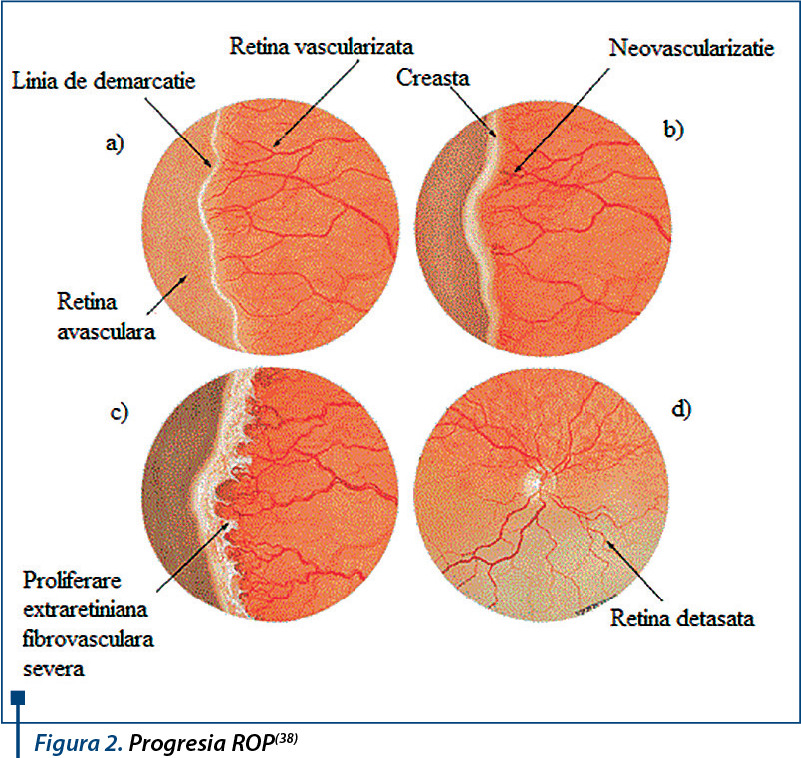 Retina vascularizata
Linia de demarcatie
a)
Retina
avasculara
Neovascularizatie
Creasta
b)
c)
Proliferare
extraretiniana
fibrovasculara
severa
d)
Retina detasata
Figura 2. Progresia ROP(38)